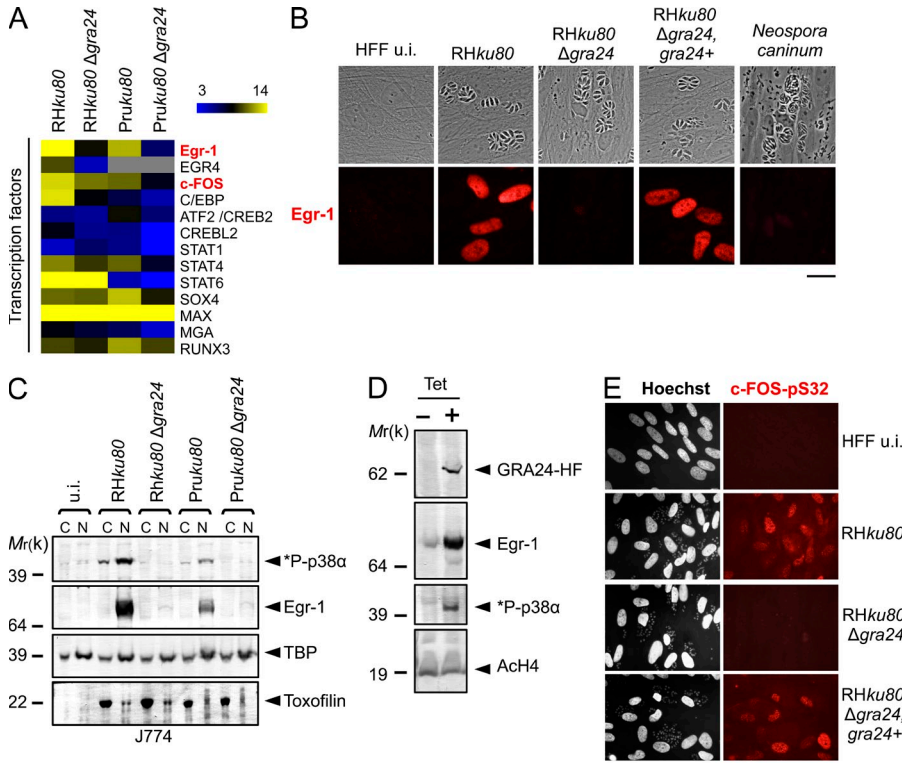 A
RHku80
RHku80 Δgra24
Pruku80
Pruku80 Δgra24
3 14
Transcription factors
Egr-1
EGR4
c-FOS
C/EBP
ATF2 /CREB2
CREBL2
STAT1
STAT4
STAT6
SOX4
MAX
MGA
RUNX3
B
HFF u.i.
RHku80
RHku80
Δgra24
RHku80
Δgra24,
gra24+
Neospora
caninum
Egr-1
C
u.i.
RHku80
Rhku80 Δgra24
Pruku80
Pruku80 Δgra24
C N C N C N C N C N
Mr(k)
39
*P-p38α
64
Egr-1
39
TBP
22
Toxofilin
J774
D
Tet
– +
Mr(k)
62
GRA24-HF
64
Egr-1
39
*P-p38α
19
AcH4
E
Hoechst c-FOS-pS32
HFF u.i.
RHku80
RHku80
Δgra24
RHku80
Δgra24,
gra24+